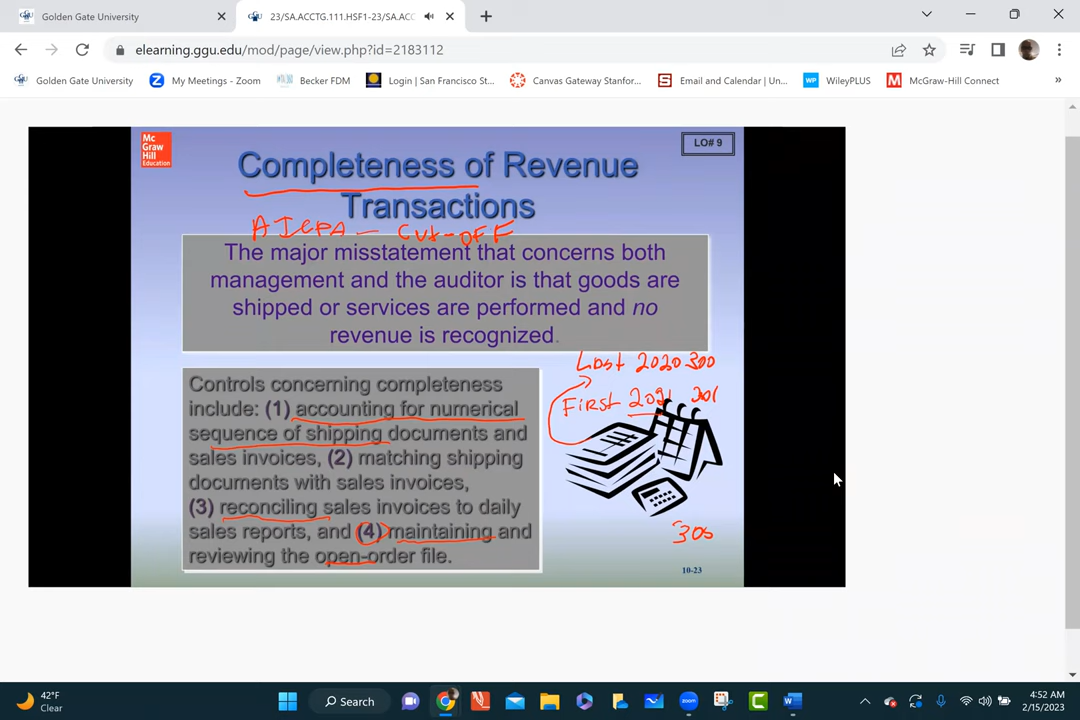 Golden Gate University
23/SA.ACCTG.111.HSF1-23/SA.ACC
elearning.ggu.edu/mod/page/view.php?id=2183112
Golden Gate University
My Meetings - Zoom
Becker FDM
Login | San Francisco St...
Canvas Gateway Stanfor...
Email and Calendar | Un...
WileyPLUS
McGraw-Hill Connect
»
Mc
Graw
Hill
Education
LO# 9
Completeness of Revenue
Transactions
AICPA - Cut-off
The major misstatement that concerns both
management and the auditor is that goods are
shipped or services are performed and no
revenue is recognized.
Last 2020 300
First 2021 301
Controls concerning completeness
include: (1) accounting for numerical
sequence of shipping documents and
sales invoices, (2) matching shipping
documents with sales invoices,
(3) reconciling sales invoices to daily
sales reports, and (4) maintaining and
reviewing the open-order file.
300
10-23
42°F
Clear
Search
4:52 AM
2/15/2023